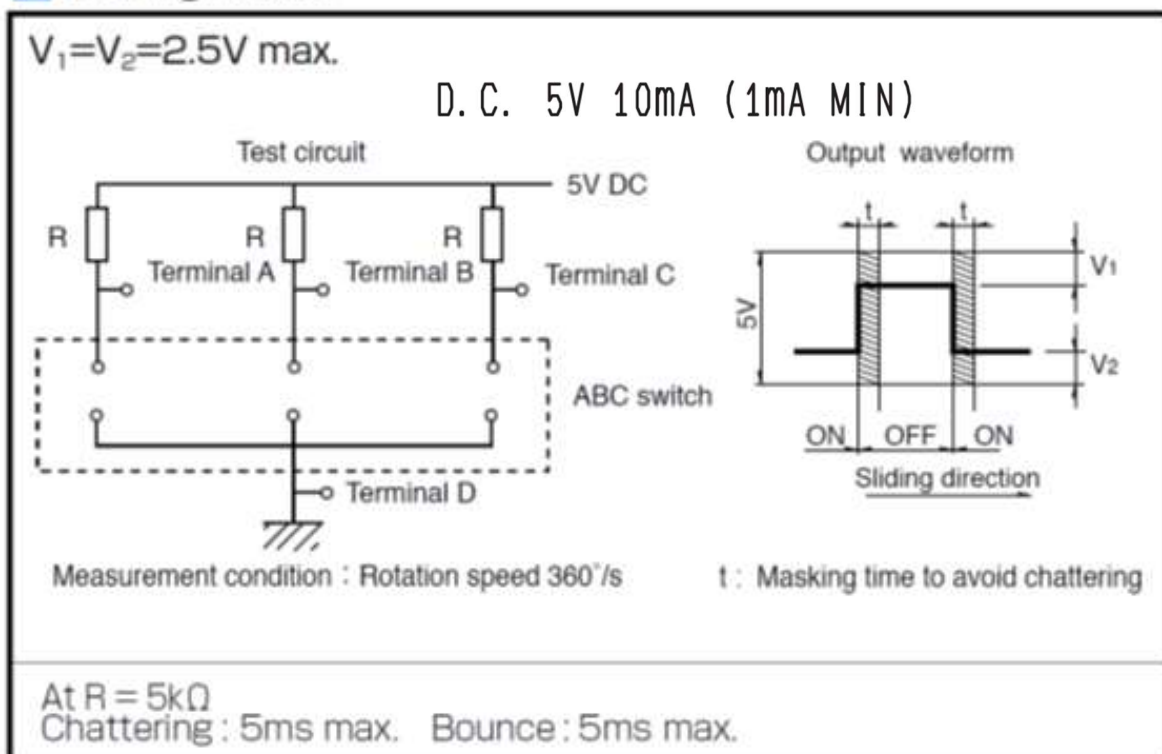 V₁=V₂=2.5V max.
D.C. 5V 10mA (1mA MIN)
Test circuit
5V DC
R
R
R
Terminal A
Terminal B
Terminal C
ABC switch
Terminal D
Measurement condition : Rotation speed 360°/s
Output waveform
t
t
V1
5V
V2
ON
OFF
ON
Sliding direction
t : Masking time to avoid chattering
At R = 5kΩ
Chattering : 5ms max. Bounce : 5ms max.